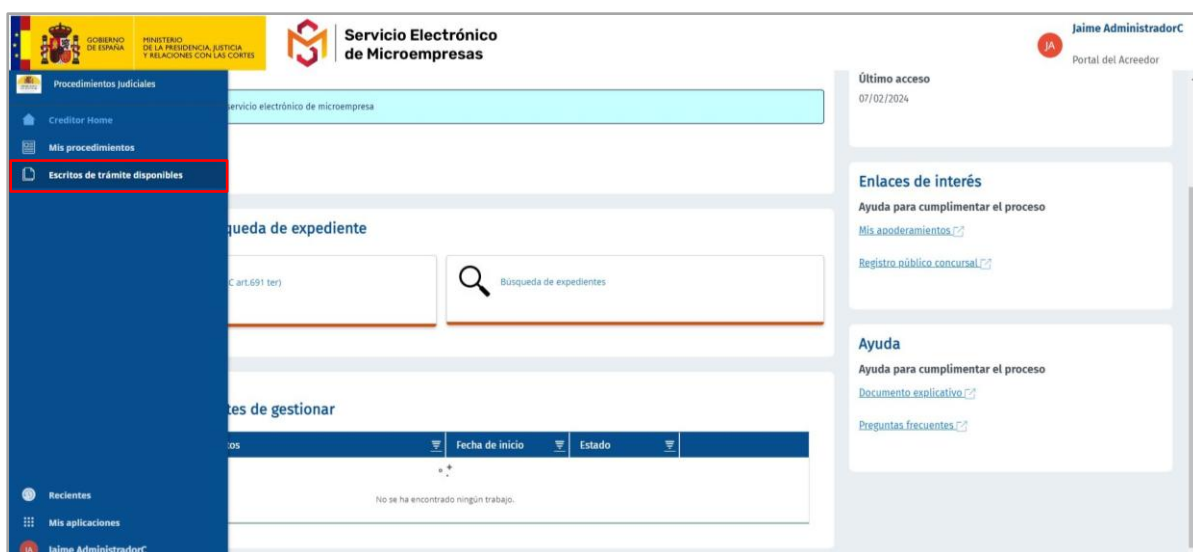 GOBIERNO
DE ESPAÑA
MINISTERIO
DE LA PRESIDENCIA, JUSTICIA
Y RELACIONES CON LAS CORTES
Servicio Electrónico
de Microempresas
Jaime AdministradorC
JA
Portal del Acreedor
Procedimientos Judiciales
Creditor Home
Mis procedimientos
Escritos de trámite disponibles
servicio electrónico de microempresa
queda de expediente
C art.691 ter)
Búsqueda de expedientes
tes de gestionar
tos
Fecha de inicio
Estado
No se ha encontrado ningún trabajo.
Último acceso
07/02/2024
Enlaces de interés
Ayuda para cumplimentar el proceso
Mis apoderamientos
Registro público concursal
Ayuda
Ayuda para cumplimentar el proceso
Documento explicativo
Preguntas frecuentes
Recientes
Mis aplicaciones
JA
Jaime AdministradorC